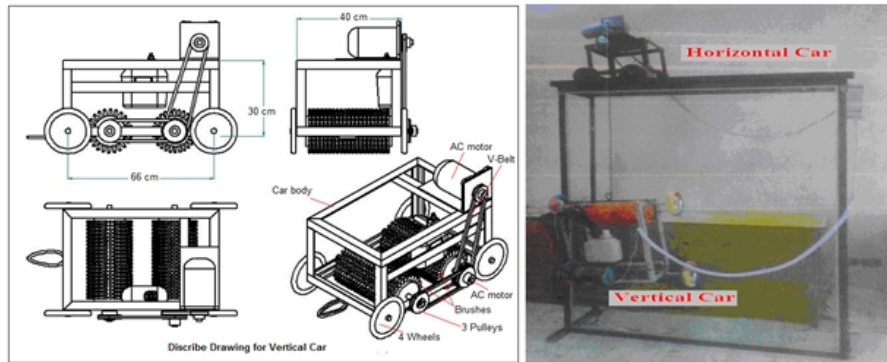 40 cm
30 cm
66 cm
AC motor
V-Belt
Car body
AC motor
Brushes
3 Pulleys
4 Wheels
Discribe Drawing for Vertical Car
Horizontal Car
Vertical Car